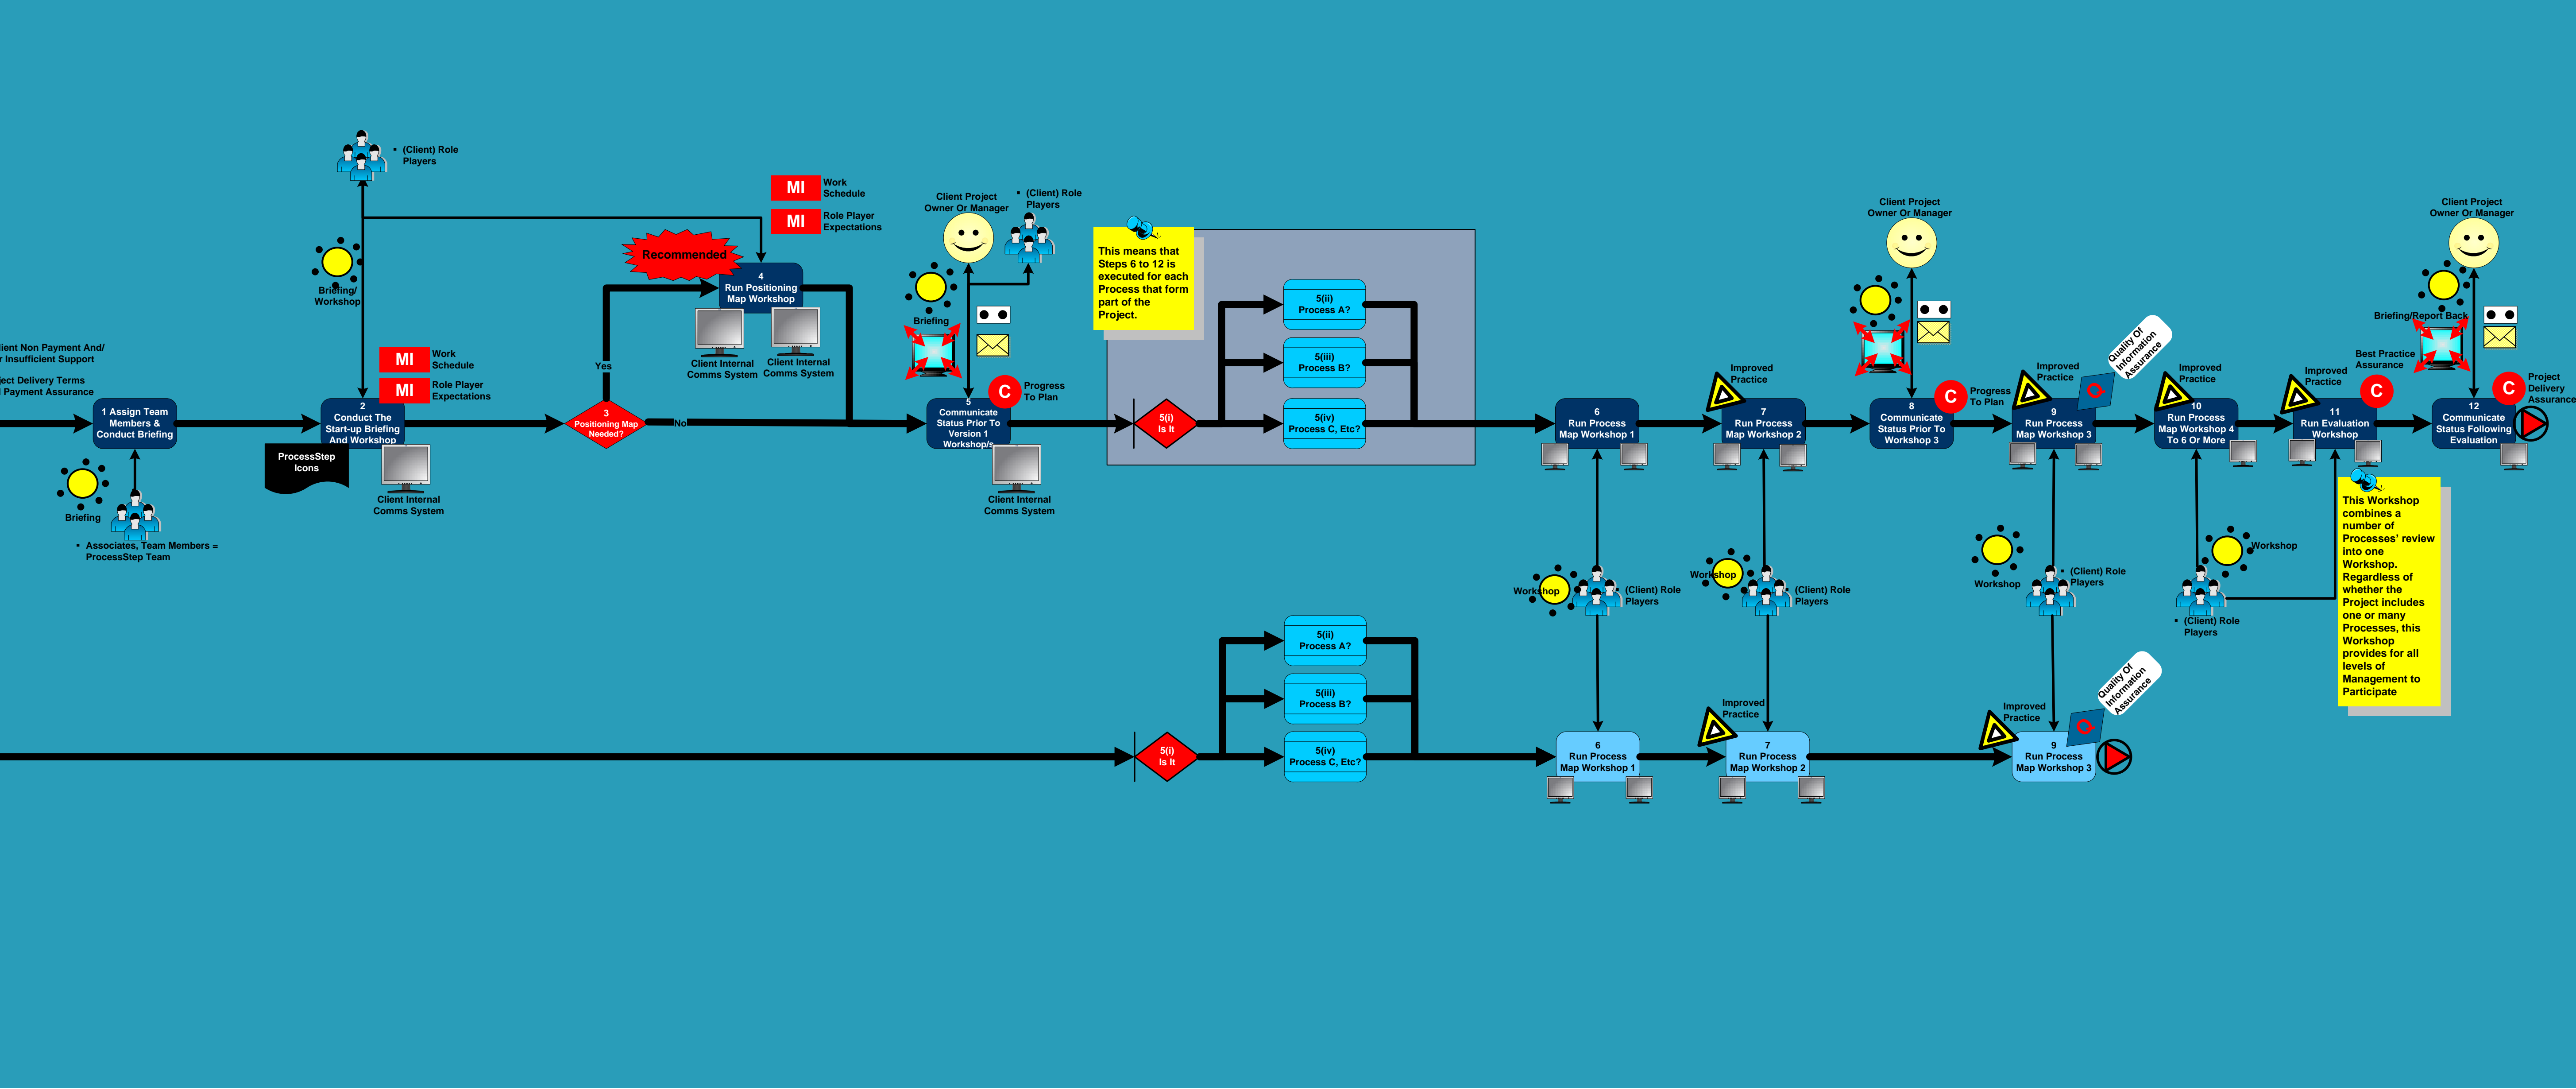 (Client) Role
Players
MI
Work
Schedule
MI
Role Player
Expectations
Briefing/
Workshop
Recommended
4
Run Positioning
Map Workshop
Client Internal
Comms System
Client Internal
Comms System
Yes
Client Project
Owner Or Manager
(Client) Role
Players
Briefing
This means that
Steps 6 to 12 is
executed for each
Process that form
part of the
Project.
5(ii)
Process A?
5(iii)
Process B?
5(iv)
Process C, Etc?
5(i)
Is It
Client Non Payment And/
r Insufficient Support
ject Delivery Terms
Payment Assurance
1 Assign Team
Members &
Conduct Briefing
Briefing
Associates, Team Members =
ProcessStep Team
MI
Work
Schedule
MI
Role Player
Expectations
2
Conduct The
Start-up Briefing
And Workshop
ProcessStep
Icons
Client Internal
Comms System
3
Positioning Map
Needed?
No
C
Progress
To Plan
5
Communicate
Status Prior To
Version 1
Workshop/s
Client Internal
Comms System
6
Run Process
Map Workshop 1
Workshop
(Client) Role
Players
Improved
Practice
7
Run Process
Map Workshop 2
Workshop
(Client) Role
Players
Client Project
Owner Or Manager
C
Progress
To Plan
8
Communicate
Status Prior To
Workshop 3
Improved
Practice
Quality Of
Information
Assurance
Q
9
Run Process
Map Workshop 3
Workshop
(Client) Role
Players
Improved
Practice
10
Run Process
Map Workshop 4
To 6 Or More
Workshop
(Client) Role
Players
Improved
Practice
Best Practice
Assurance
C
11
Run Evaluation
Workshop
Client Project
Owner Or Manager
Briefing/Report Back
C
Project
Delivery
Assurance
12
Communicate
Status Following
Evaluation
This Workshop
combines a
number of
Processes' review
into one
Workshop.
Regardless of
whether the
Project includes
one or many
Processes, this
Workshop
provides for all
levels of
Management to
Participate
5(i)
Is It
5(ii)
Process A?
5(iii)
Process B?
5(iv)
Process C, Etc?
6
Run Process
Map Workshop 1
Improved
Practice
7
Run Process
Map Workshop 2
Improved
Practice
Quality Of
Information
Assurance
Q
9
Run Process
Map Workshop 3